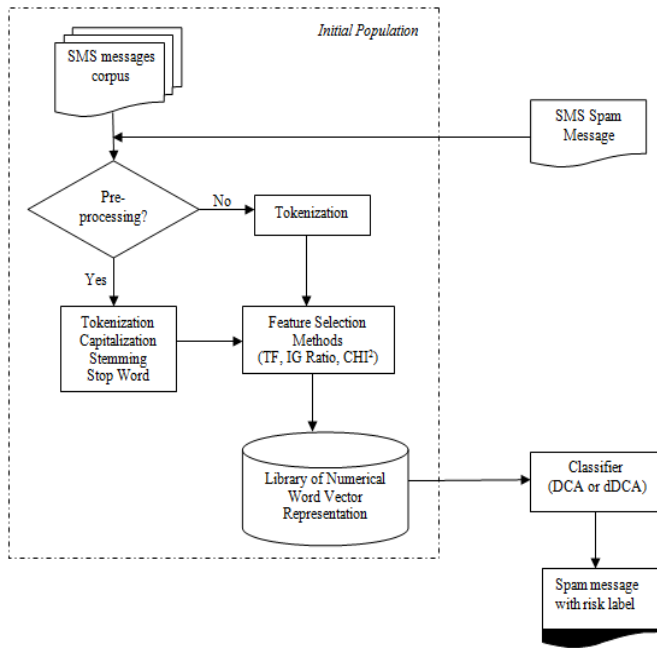 Initial Population
SMS messages
corpus
SMS Spam
Message
Pre-
processing?
No
Tokenization
Yes
Tokenization
Capitalization
Stemming
Stop Word
Feature Selection
Methods
(TF, IG Ratio, CHI²)
Library of Numerical
Word Vector
Representation
Classifier
(DCA or dDCA)
Spam message
with risk label